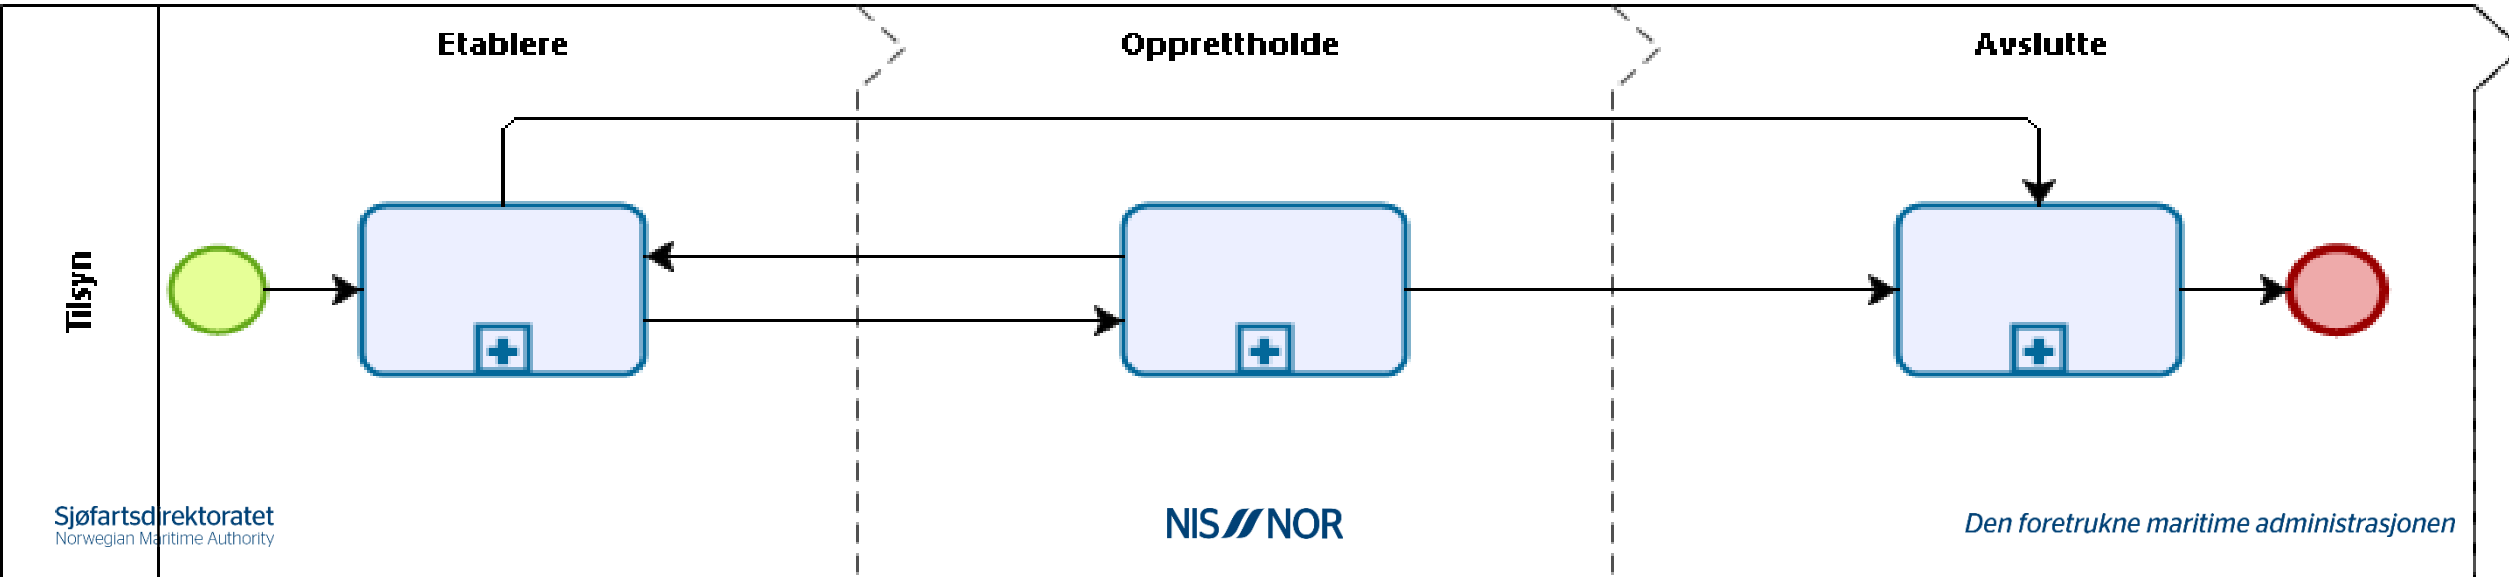 Etablere
Opprettholde
Avslutte
Tilsyn
Sjøfartsdirektoratet
Norwegian Maritime Authority
NIS NOR
Den foretrukne maritime administrasjonen